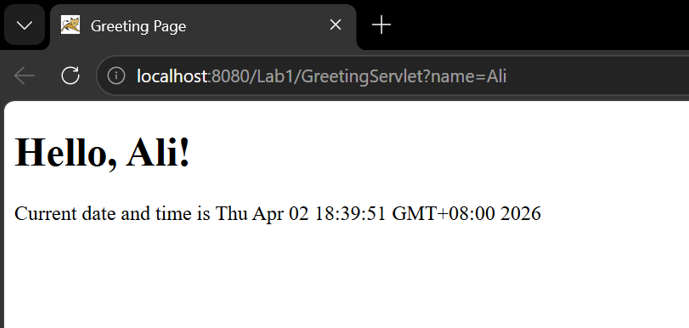 Greeting Page
localhost:8080/Lab1/GreetingServlet?name=Ali
Hello, Ali!
Current date and time is Thu Apr 02 18:39:51 GMT+08:00 2026